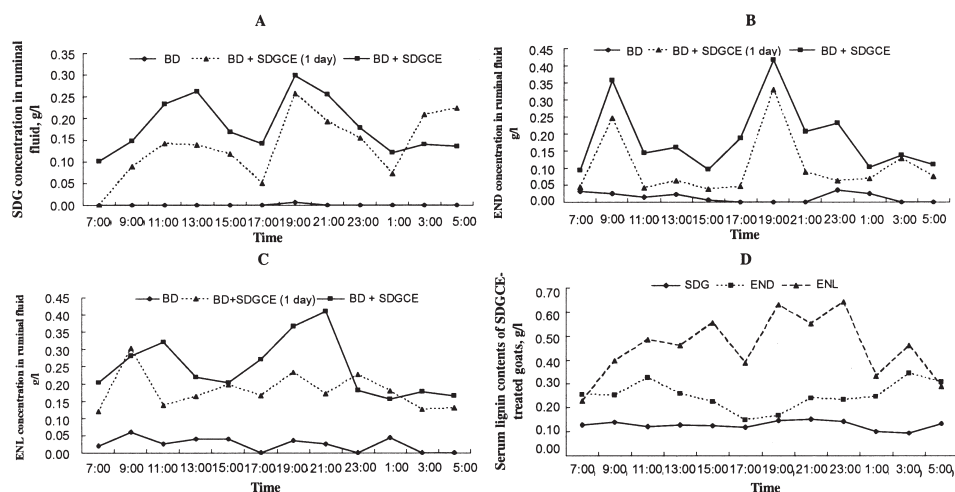 A
BD BD + SDGCE (1 day) BD + SDGCE
SDG concentration in ruminal
fluid, g/l
0.35
0.30
0.25
0.20
0.15
0.10
0.05
0.00
7:00 9:00 11:00 13:00 15:00 17:00 19:00 21:00 23:00 1:00 3:00 5:00
Time
B
BD BD + SDGCE (1 day) BD + SDGCE
END concentration in ruminal fluid
g/l
0.45
0.40
0.35
0.30
0.25
0.20
0.15
0.10
0.05
0.00
7:00 9:00 11:00 13:00 15:00 17:00 19:00 21:00 23:00 1:00 3:00 5:00
Time
C
BD BD+SDGCE (1 day) BD + SDGCE
ENL concentration in ruminal fluid
g/l
0.45
0.40
0.35
0.30
0.25
0.20
0.15
0.10
0.05
0.00
7:00 9:00 11:00 13:00 15:00 17:00 19:00 21:00 23:00 1:00 3:00 5:00
Time
D
SDG END ENL
Serum lignin contents of SDGCE-
treated goats, g/l
0.70
0.60
0.50
0.40
0.30
0.20
0.10
0.00
7:00 9:00 11:00 13:00 15:00 17:00 19:00 21:00 23:00 1:00 3:00 5:00
Time